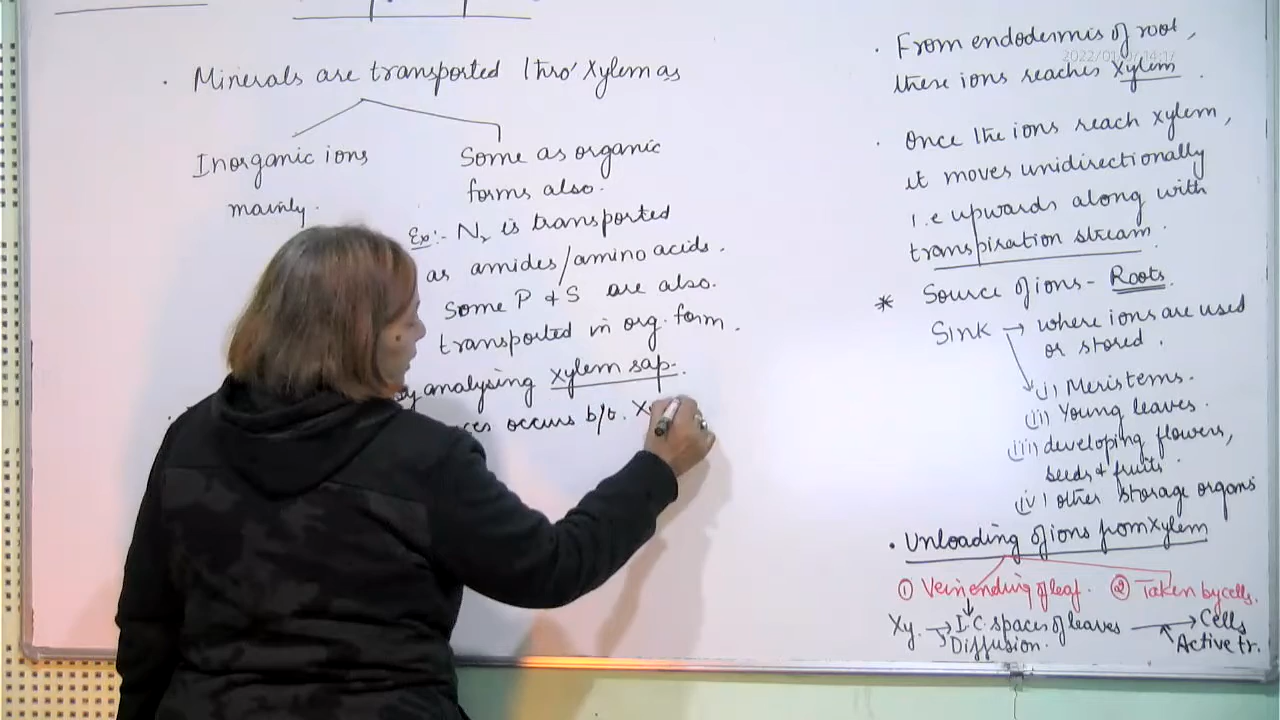 . Minerals are transported thro' Xylem as
Inorganic ions
mainly.
Some as organic
forms also.
Ex:- N2 is transported
as amides/amino acids.
Some P & S are also.
transported in org. form.
analysing xylem sap.
occurs b/t. X
. From endodermis of root,
these ions reaches Xylem.
. Once the ions reach xylem,
it moves unidirectionally
i.e upwards along with
transpiration stream.
* Source of ions - Roots.
Sink → where ions are used
or stored.
(i) Meristems.
(ii) Young leaves.
(iii) developing flowers,
seeds & fruits.
(iv) other storage organs
. Unloading of ions from Xylem
① Vein ending of leaf. ② Taken by cells.
Xy. → I·C· spaces of leaves → Cells
Diffusion. Active tr.